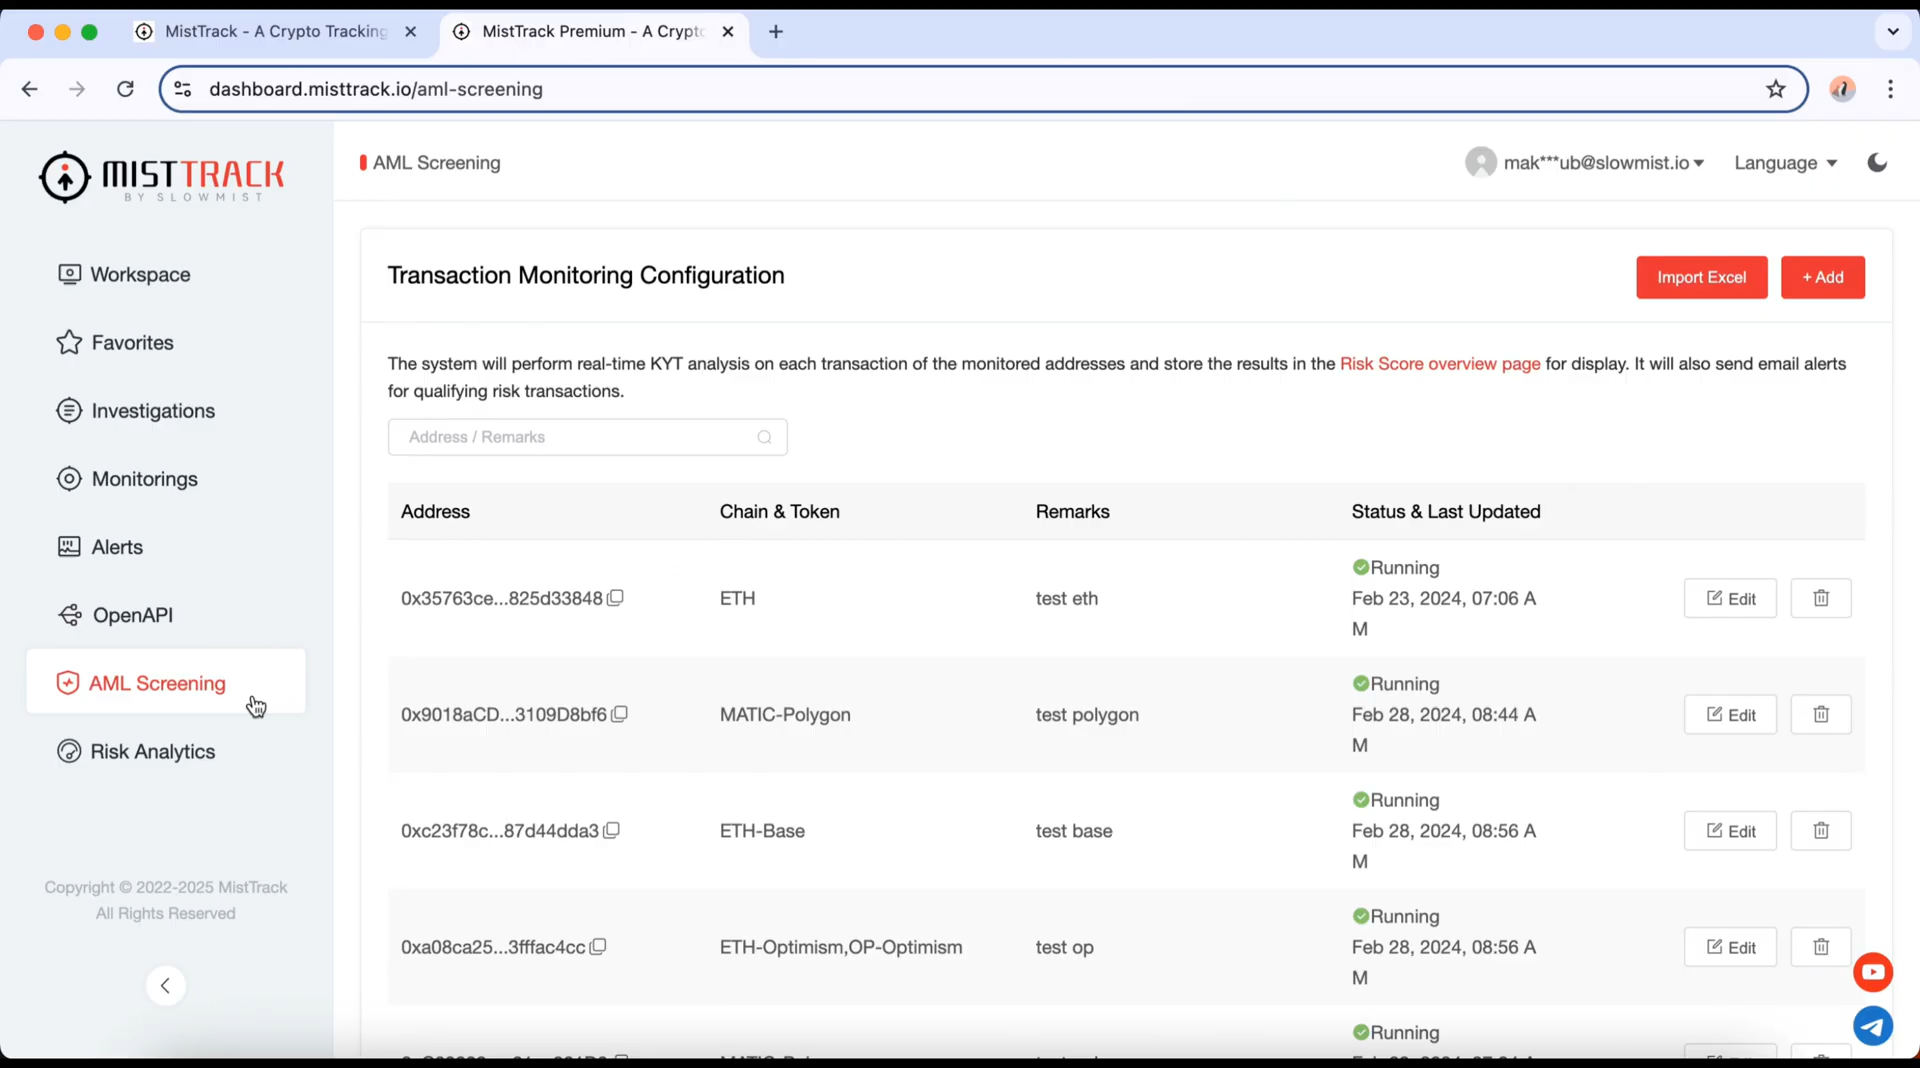 MistTrack - A Crypto Tracking
MistTrack Premium - A Crypto
dashboard.misttrack.io/aml-screening
MISTTRACK
BY SLOWMIST
AML Screening
mak***ub@slowmist.io
Language
Workspace
Favorites
Investigations
Monitorings
Alerts
OpenAPI
AML Screening
Risk Analytics
Copyright © 2022-2025 MistTrack
All Rights Reserved
Transaction Monitoring Configuration
Import Excel
+ Add
The system will perform real-time KYT analysis on each transaction of the monitored addresses and store the results in the Risk Score overview page for display. It will also send email alerts
for qualifying risk transactions.
Address / Remarks
Address Chain & Token Remarks Status & Last Updated
0x35763ce...825d33848 ETH test eth Running
Feb 23, 2024, 07:06 A
M
Edit
0x9018aCD...3109D8bf6 MATIC-Polygon test polygon Running
Feb 28, 2024, 08:44 A
M
Edit
0xc23f78c...87d44dda3 ETH-Base test base Running
Feb 28, 2024, 08:56 A
M
Edit
0xa08ca25...3fffac4cc ETH-Optimism,OP-Optimism test op Running
Feb 28, 2024, 08:56 A
M
Edit
Running